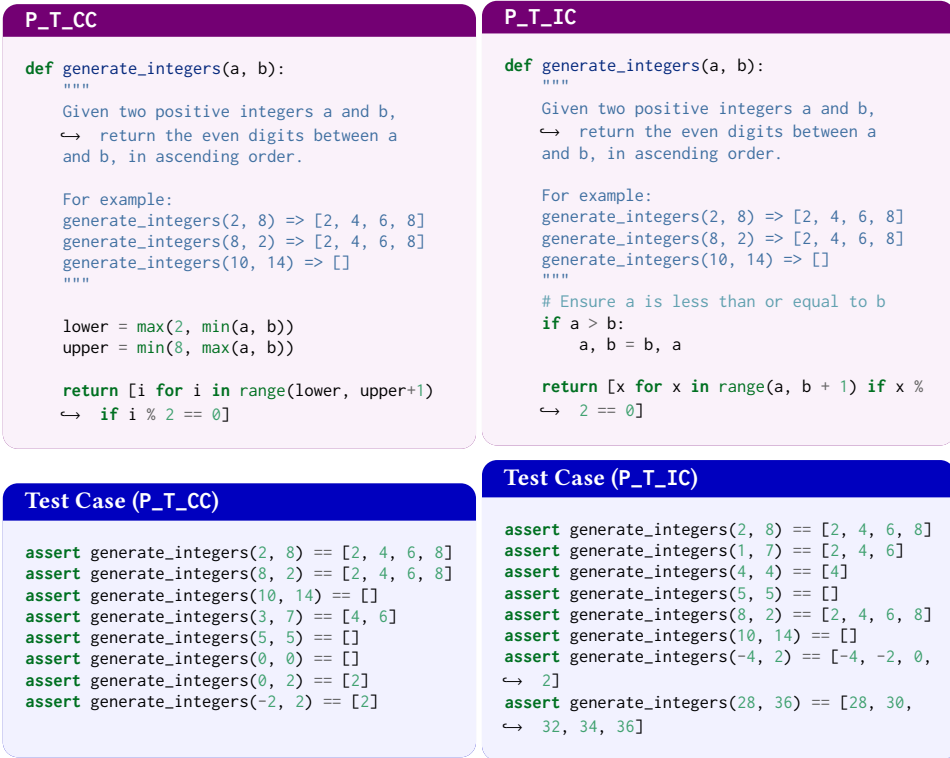 P_T_CC
def generate_integers(a, b):
    """
    Given two positive integers a and b,
    ↪  return the even digits between a
    and b, in ascending order.

    For example:
    generate_integers(2, 8) => [2, 4, 6, 8]
    generate_integers(8, 2) => [2, 4, 6, 8]
    generate_integers(10, 14) => []
    """

    lower = max(2, min(a, b))
    upper = min(8, max(a, b))

    return [i for i in range(lower, upper+1)
    ↪  if i % 2 == 0]
P_T_IC
def generate_integers(a, b):
    """
    Given two positive integers a and b,
    ↪  return the even digits between a
    and b, in ascending order.

    For example:
    generate_integers(2, 8) => [2, 4, 6, 8]
    generate_integers(8, 2) => [2, 4, 6, 8]
    generate_integers(10, 14) => []
    """
    # Ensure a is less than or equal to b
    if a > b:
        a, b = b, a

    return [x for x in range(a, b + 1) if x %
    ↪  2 == 0]
Test Case (P_T_CC)
assert generate_integers(2, 8) == [2, 4, 6, 8]
assert generate_integers(8, 2) == [2, 4, 6, 8]
assert generate_integers(10, 14) == []
assert generate_integers(3, 7) == [4, 6]
assert generate_integers(5, 5) == []
assert generate_integers(0, 0) == []
assert generate_integers(0, 2) == [2]
assert generate_integers(-2, 2) == [2]
Test Case (P_T_IC)
assert generate_integers(2, 8) == [2, 4, 6, 8]
assert generate_integers(1, 7) == [2, 4, 6]
assert generate_integers(4, 4) == [4]
assert generate_integers(5, 5) == []
assert generate_integers(8, 2) == [2, 4, 6, 8]
assert generate_integers(10, 14) == []
assert generate_integers(-4, 2) == [-4, -2, 0,
↪  2]
assert generate_integers(28, 36) == [28, 30,
↪  32, 34, 36]